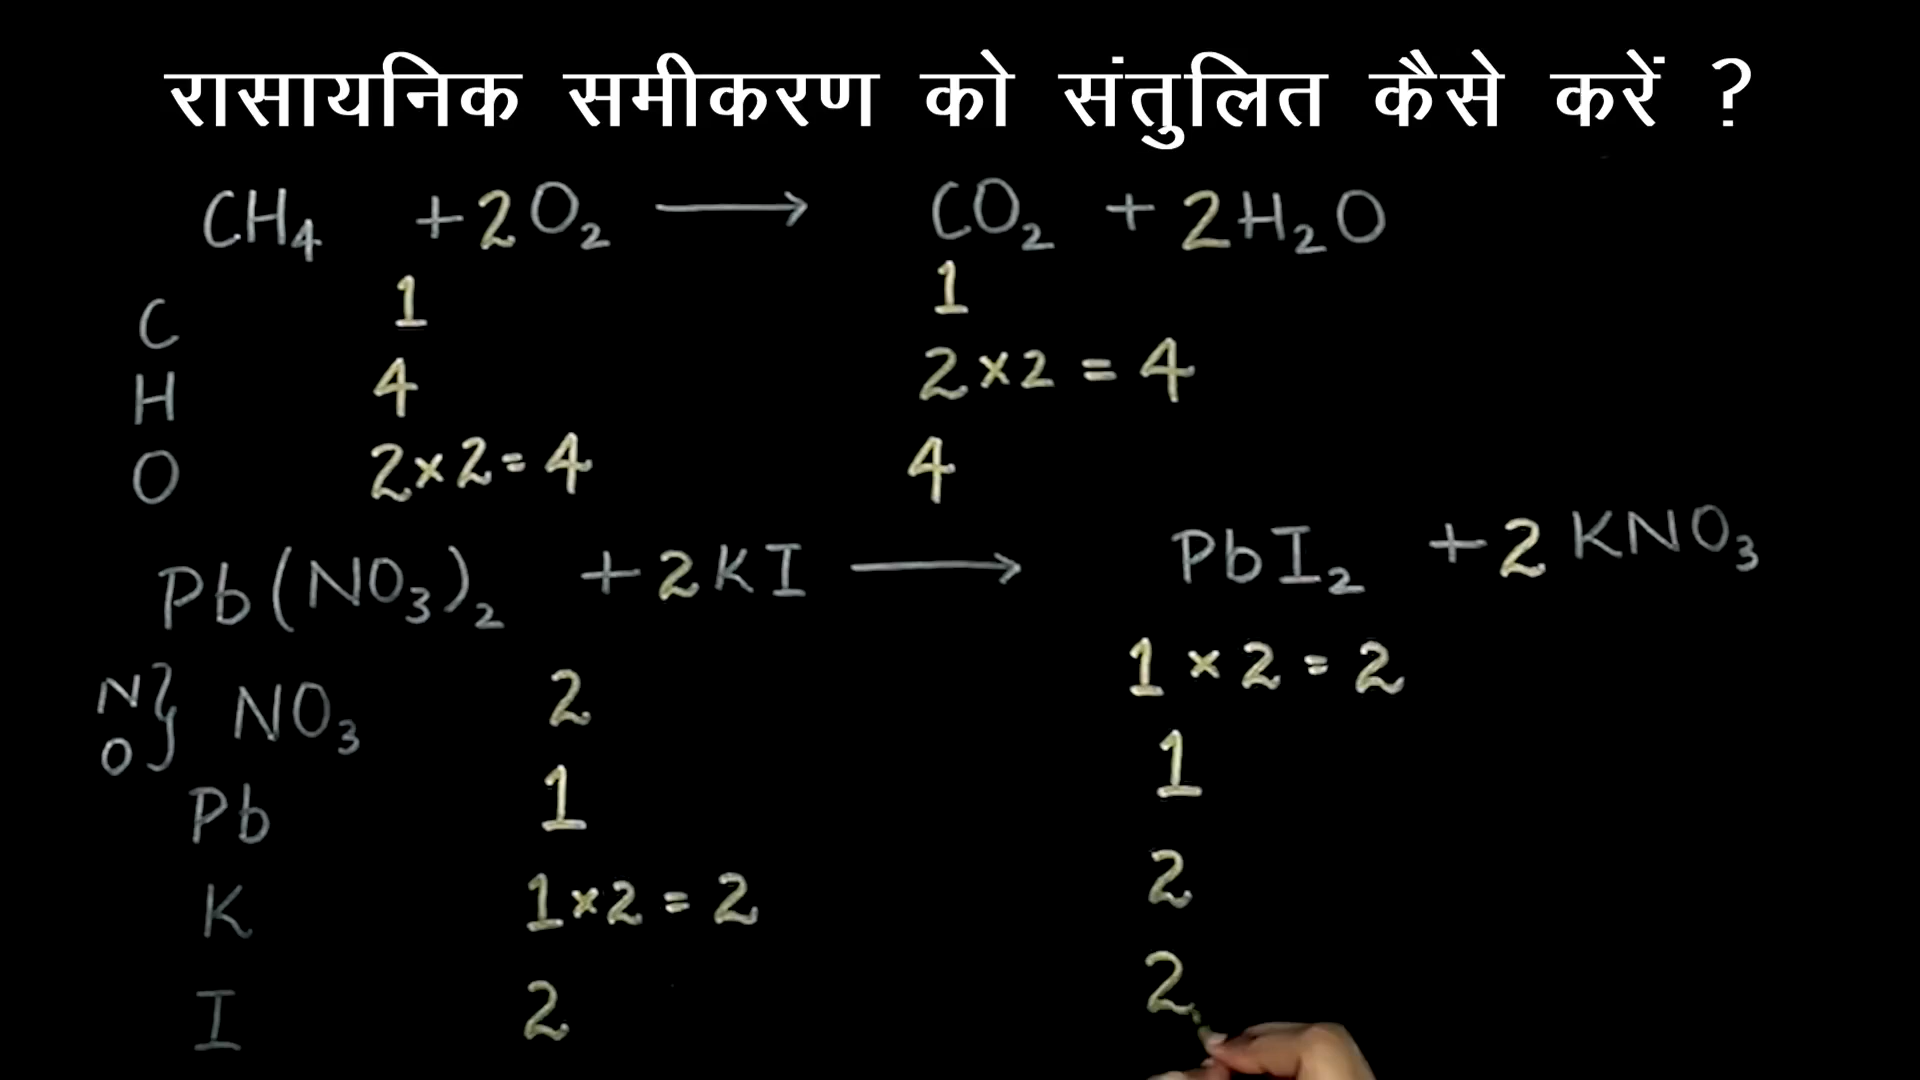 रासायनिक समीकरण को संतुलित कैसे करें ?
CH₄ + 2O₂ ⟶ CO₂ + 2H₂O
C 1 1
H 4 2×2 = 4
O 2×2=4 4
Pb(NO₃)₂ + 2KI ⟶ PbI₂ + 2KNO₃
N O } NO₃ 2 1 × 2 = 2
Pb 1 1
K 1×2 = 2 2
I 2 2